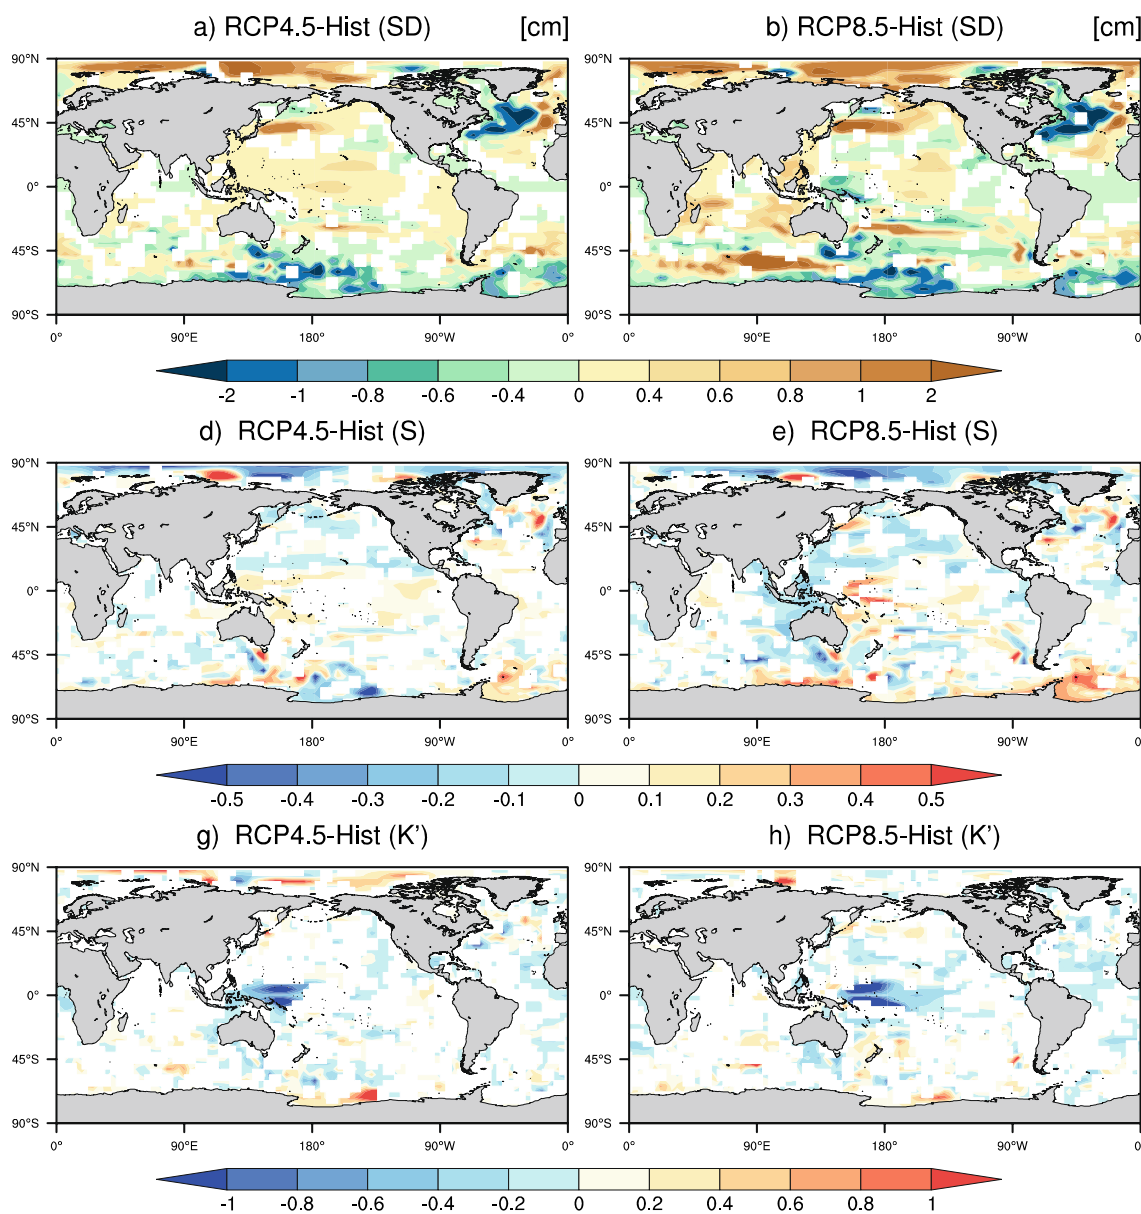 a) RCP4.5-Hist (SD) [cm] b) RCP8.5-Hist (SD) [cm]
90°N 90°N
45°N 45°N
0° 0°
45°S 45°S
90°S 90°S
0° 90°E 180° 90°W 0° 0° 90°E 180° 90°W 0°
-2 -1 -0.8 -0.6 -0.4 0 0.4 0.6 0.8 1 2
d) RCP4.5-Hist (S) e) RCP8.5-Hist (S)
90°N 90°N
45°N 45°N
0° 0°
45°S 45°S
90°S 90°S
0° 90°E 180° 90°W 0° 0° 90°E 180° 90°W 0°
-0.5 -0.4 -0.3 -0.2 -0.1 0 0.1 0.2 0.3 0.4 0.5
g) RCP4.5-Hist (K’) h) RCP8.5-Hist (K’)
90°N 90°N
45°N 45°N
0° 0°
45°S 45°S
90°S 90°S
0° 90°E 180° 90°W 0° 0° 90°E 180° 90°W 0°
-1 -0.8 -0.6 -0.4 -0.2 0 0.2 0.4 0.6 0.8 1